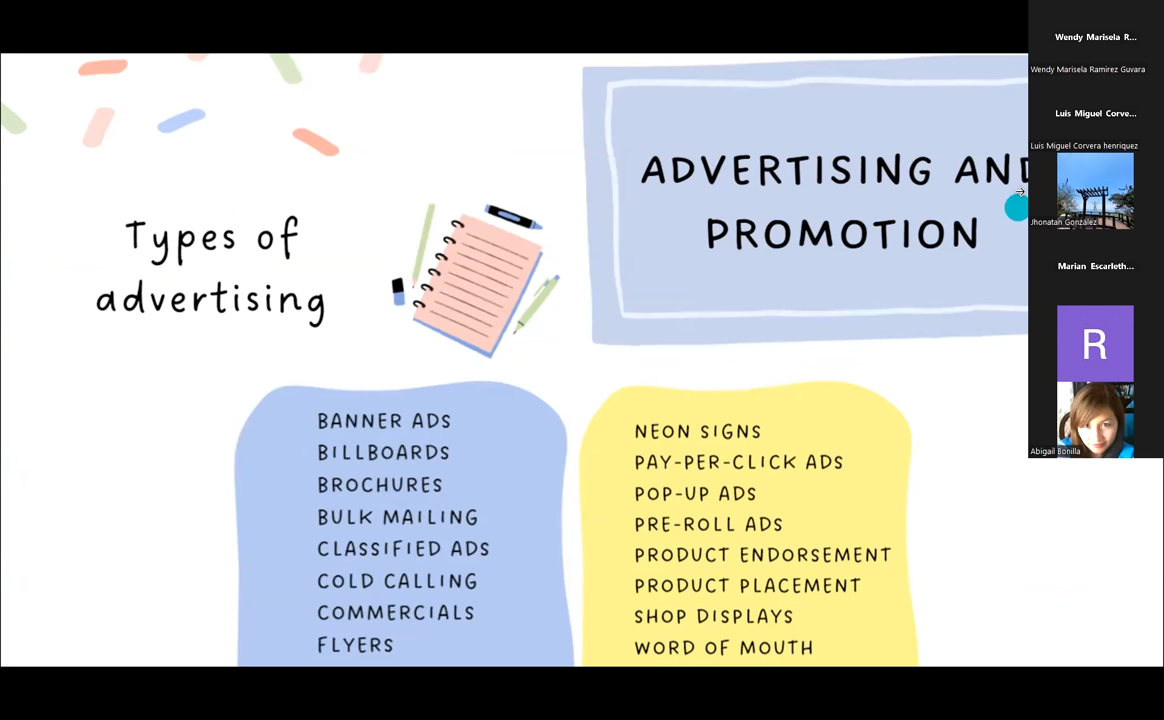 Types of
advertising
ADVERTISING AND
PROMOTION
BANNER ADS
BILLBOARDS
BROCHURES
BULK MAILING
CLASSIFIED ADS
COLD CALLING
COMMERCIALS
FLYERS
NEON SIGNS
PAY-PER-CLICK ADS
POP-UP ADS
PRE-ROLL ADS
PRODUCT ENDORSEMENT
PRODUCT PLACEMENT
SHOP DISPLAYS
WORD OF MOUTH
Wendy Marisela R...
Wendy Marisela Ramirez Guvara
Luis Miguel Corve...
Luis Miguel Corvera henriquez
Jhonatan González
Marian Escarleth...
R
Abigail Bonilla